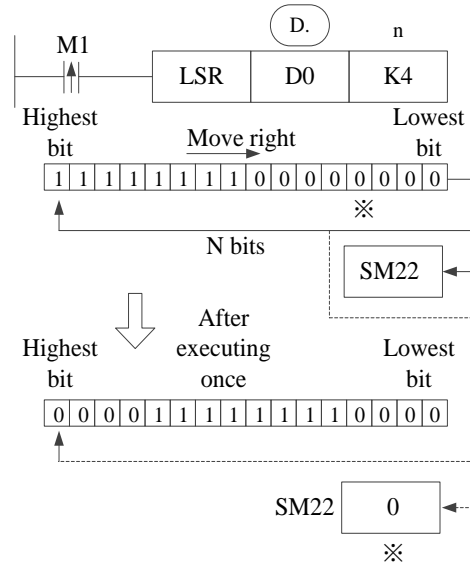 D.
n
M1
LSR D0 K4
Highest bit
Move right
Lowest bit
1 1 1 1 1 1 1 1 0 0 0 0 0 0 0 0
※
N bits
SM22
After executing once
Highest bit
Lowest bit
0 0 0 0 1 1 1 1 1 1 1 1 0 0 0 0
SM22 0
※